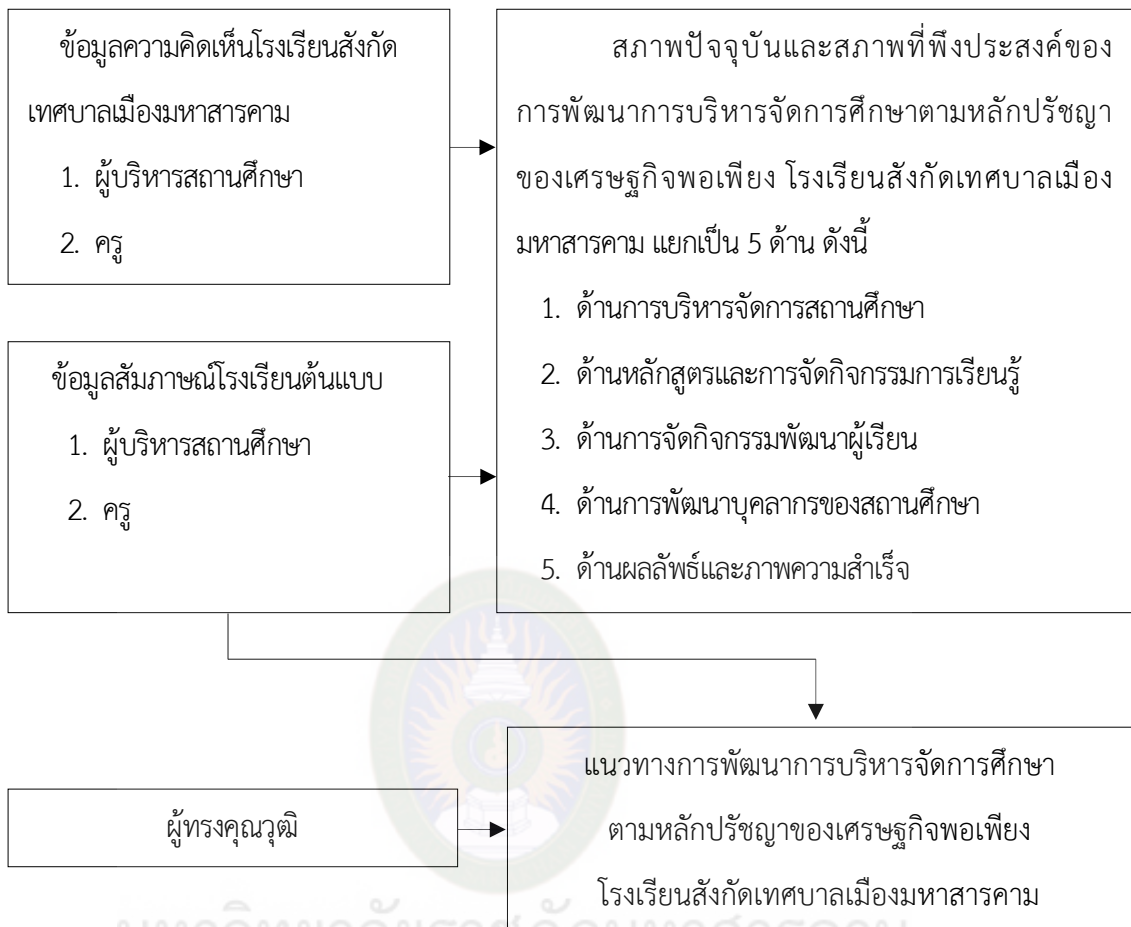 ข้อมูลความคิดเห็นโรงเรียนสังกัด
เทศบาลเมืองมหาสารคาม
1. ผู้บริหารสถานศึกษา
2. ครู
ข้อมูลสัมภาษณ์โรงเรียนต้นแบบ
1. ผู้บริหารสถานศึกษา
2. ครู
สภาพปัจจุบันและสภาพที่พึงประสงค์ของ
การพัฒนาการบริหารจัดการศึกษาตามหลักปรัชญา
ของเศรษฐกิจพอเพียง โรงเรียนสังกัดเทศบาลเมือง
มหาสารคาม แยกเป็น 5 ด้าน ดังนี้
1. ด้านการบริหารจัดการสถานศึกษา
2. ด้านหลักสูตรและการจัดกิจกรรมการเรียนรู้
3. ด้านการจัดกิจกรรมพัฒนาผู้เรียน
4. ด้านการพัฒนาบุคลากรของสถานศึกษา
5. ด้านผลลัพธ์และภาพความสำเร็จ
ผู้ทรงคุณวุฒิ
แนวทางการพัฒนาการบริหารจัดการศึกษา
ตามหลักปรัชญาของเศรษฐกิจพอเพียง
โรงเรียนสังกัดเทศบาลเมืองมหาสารคาม